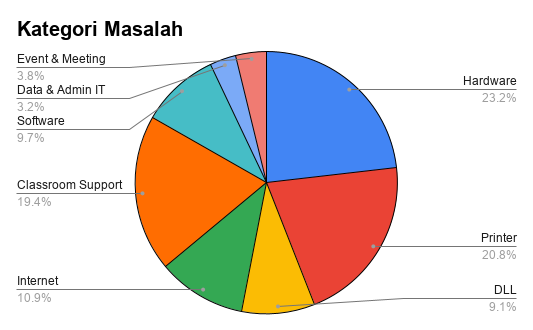 Kategori Masalah
Event & Meeting
3.8%
Data & Admin IT
3.2%
Software
9.7%
Classroom Support
19.4%
Internet
10.9%
Hardware
23.2%
Printer
20.8%
DLL
9.1%